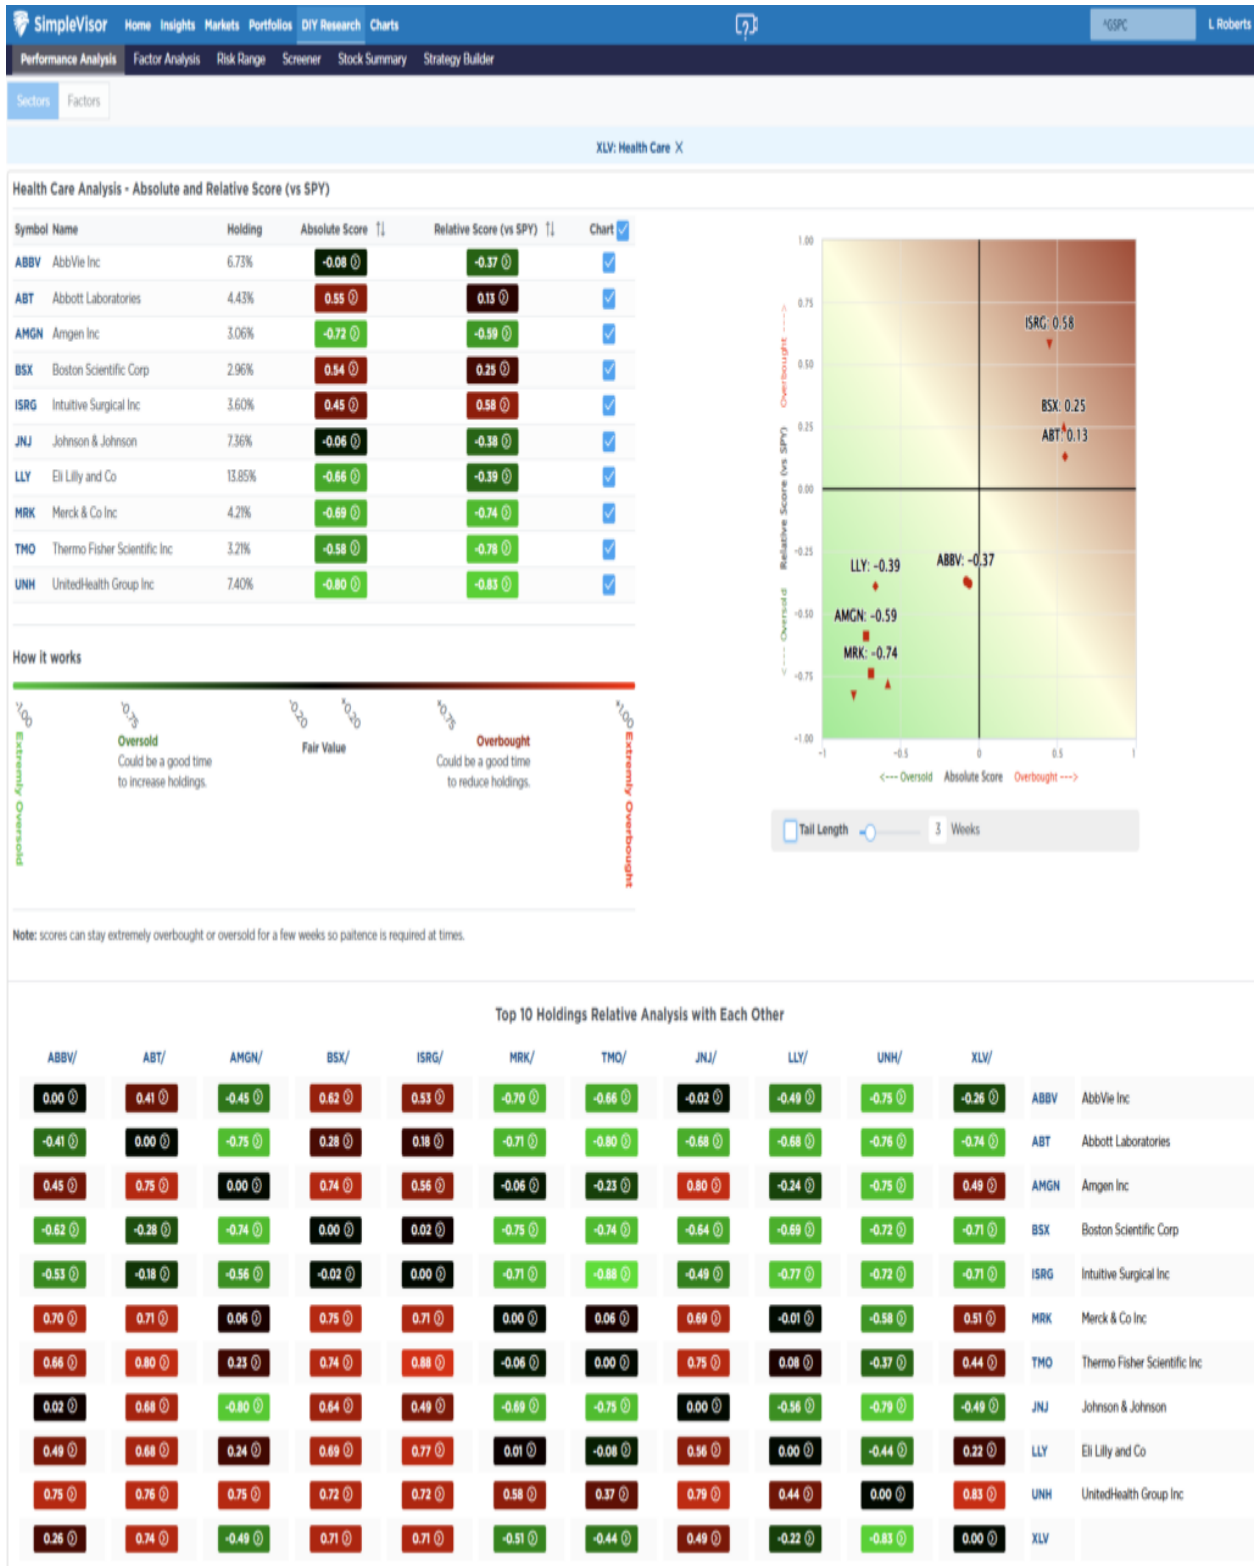 SimpleVisor Home Insights Markets Portfolios DIY Research Charts ? ^GSPC L Roberts
Performance Analysis Factor Analysis Risk Range Screener Stock Summary Strategy Builder
Sectors Factors
XLV: Health Care X
Health Care Analysis - Absolute and Relative Score (vs SPY)
Symbol Name Holding Absolute Score Relative Score (vs SPY) Chart
ABBV AbbVie Inc 6.73% -0.08 -0.37
ABT Abbott Laboratories 4.43% 0.55 0.13
AMGN Amgen Inc 3.06% -0.72 -0.59
BSX Boston Scientific Corp 2.96% 0.54 0.25
ISRG Intuitive Surgical Inc 3.60% 0.45 0.58
JNJ Johnson & Johnson 7.36% -0.06 -0.38
LLY Eli Lilly and Co 13.85% -0.66 -0.39
MRK Merck & Co Inc 4.21% -0.69 -0.74
TMO Thermo Fisher Scientific Inc 3.21% -0.58 -0.78
UNH UnitedHealth Group Inc 7.40% -0.80 -0.83
How it works
-1.00 -0.75 -0.20 +0.20 +0.75 +1.00
Extremely Oversold
Oversold
Could be a good time
to increase holdings.
Fair Value
Overbought
Could be a good time
to reduce holdings.
Extremely Overbought
Note: scores can stay extremely overbought or oversold for a few weeks so paitence is required at times.
1.00
0.75
0.50
0.25
0.00
-0.25
-0.50
-0.75
-1.00
<--- Oversold Relative Score (vs SPY) Overbought --->
ISRG: 0.58
BSX: 0.25
ABT: 0.13
ABBV: -0.37
LLY: -0.39
AMGN: -0.59
MRK: -0.74
-1 -0.5 0 0.5 1
<--- Oversold Absolute Score Overbought --->
Tail Length 3 Weeks
Top 10 Holdings Relative Analysis with Each Other
ABBV/ ABT/ AMGN/ BSX/ ISRG/ MRK/ TMO/ JNJ/ LLY/ UNH/ XLV/
0.00 0.41 -0.45 0.62 0.53 -0.70 -0.66 -0.02 -0.49 -0.75 -0.26 ABBV AbbVie Inc
-0.41 0.00 -0.75 0.28 0.18 -0.71 -0.80 -0.68 -0.68 -0.76 -0.74 ABT Abbott Laboratories
0.45 0.75 0.00 0.74 0.56 -0.06 -0.23 0.80 -0.24 -0.75 0.49 AMGN Amgen Inc
-0.62 -0.28 -0.74 0.00 0.02 -0.75 -0.74 -0.64 -0.69 -0.72 -0.71 BSX Boston Scientific Corp
-0.53 -0.18 -0.56 -0.02 0.00 -0.71 -0.88 -0.49 -0.77 -0.72 -0.71 ISRG Intuitive Surgical Inc
0.70 0.71 0.06 0.75 0.71 0.00 0.06 0.69 -0.01 -0.58 0.51 MRK Merck & Co Inc
0.66 0.80 0.23 0.74 0.88 -0.06 0.00 0.75 0.08 -0.37 0.44 TMO Thermo Fisher Scientific Inc
0.02 0.68 -0.80 0.64 0.49 -0.69 -0.75 0.00 -0.56 -0.79 -0.49 JNJ Johnson & Johnson
0.49 0.68 0.24 0.69 0.77 0.01 -0.08 0.56 0.00 -0.44 0.22 LLY Eli Lilly and Co
0.75 0.76 0.75 0.72 0.72 0.58 0.37 0.79 0.44 0.00 0.83 UNH UnitedHealth Group Inc
0.26 0.74 -0.49 0.71 0.71 -0.51 -0.44 0.49 -0.22 -0.83 0.00 XLV